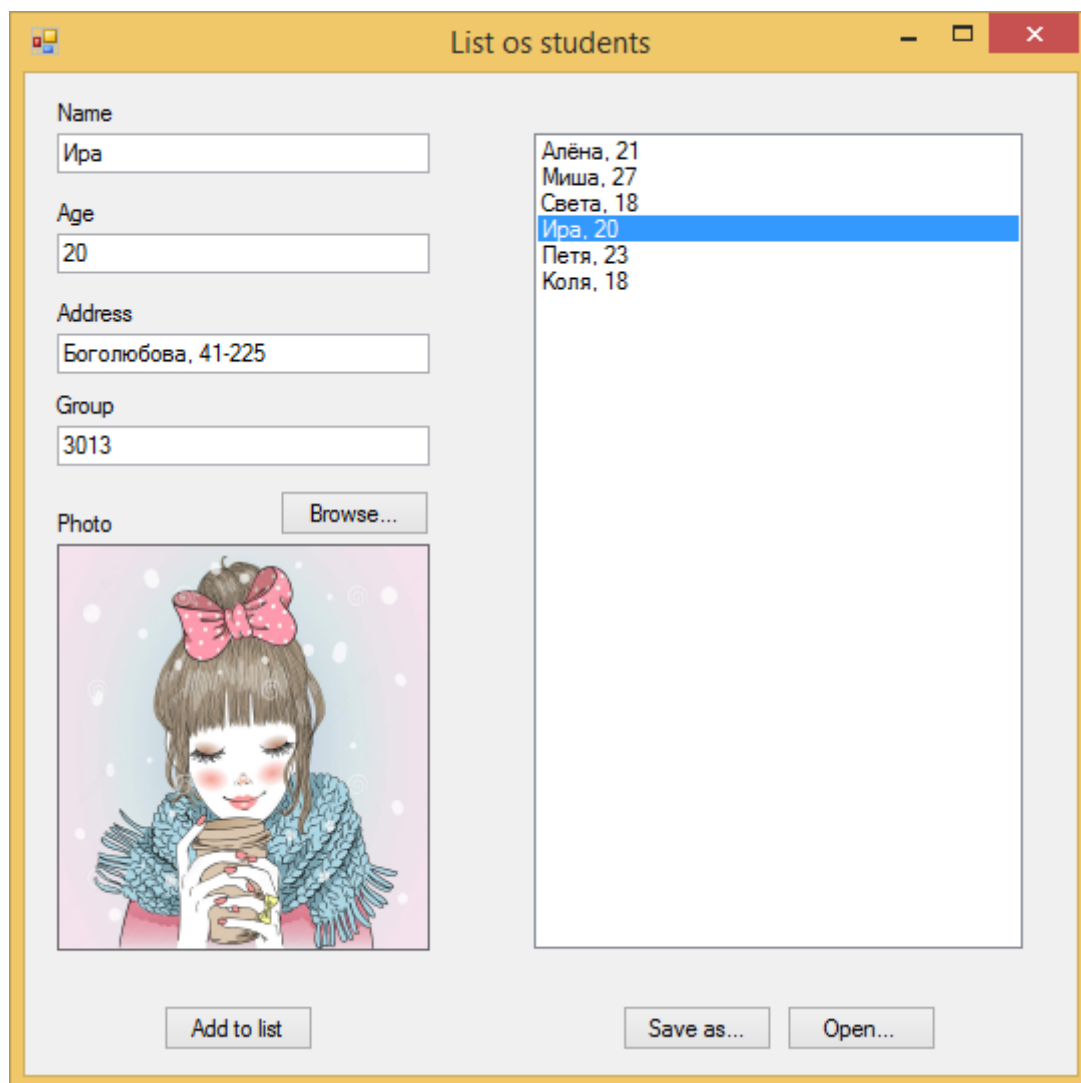 List os students
Name
Ира
Age
20
Address
Боголюбова, 41-225
Group
3013
Photo
Browse...
Add to list
Алёна, 21
Миша, 27
Света, 18
Ира, 20
Петя, 23
Коля, 18
Save as...
Open...